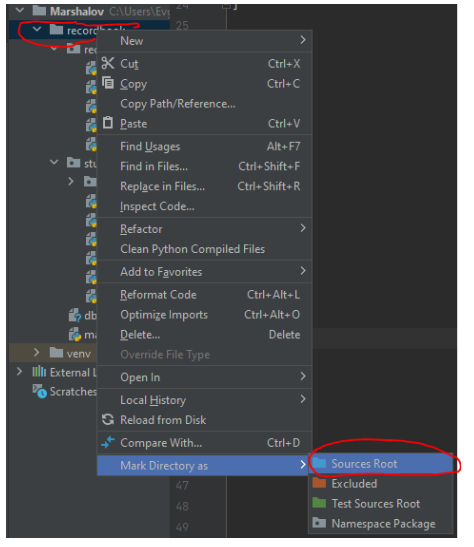 Marshalov C:\Users\Evi
24
25
New
Cut Ctrl+X
Copy Ctrl+C
Copy Path/Reference...
Paste Ctrl+V
Find Usages Alt+F7
stu
Find in Files... Ctrl+Shift+F
Replace in Files... Ctrl+Shift+R
Inspect Code...
Refactor
Clean Python Compiled Files
Add to Favorites
Reformat Code Ctrl+Alt+L
db
Optimize Imports Ctrl+Alt+O
ma
Delete... Delete
venv
Override File Type
External L
Open In
Scratches
Local History
Reload from Disk
Compare With... Ctrl+D
Mark Directory as
Sources Root
47
Excluded
48
Test Sources Root
49
Namespace Package